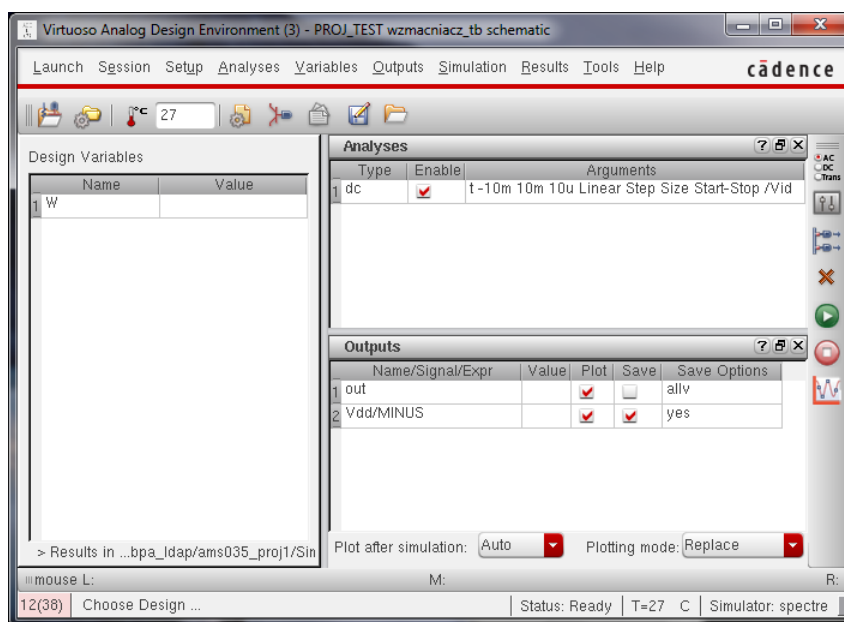 Virtuoso Analog Design Environment (3) - PROJ_TEST wzmacniacz_tb schematic
Launch Session Setup Analyses Variables Outputs Simulation Results Tools Help cādence
°C 27
Design Variables
Name Value
1 W
> Results in ...bpa_ldap/ams035_proj1/Sin
Analyses
Type Enable Arguments
1 dc t -10m 10m 10u Linear Step Size Start-Stop /Vid
AC
DC
Trans
Outputs
Name/Signal/Expr Value Plot Save Save Options
1 out allv
2 Vdd/MINUS yes
Plot after simulation: Auto Plotting mode: Replace
mouse L: M: R:
12(38) Choose Design ... Status: Ready T=27 C Simulator: spectre